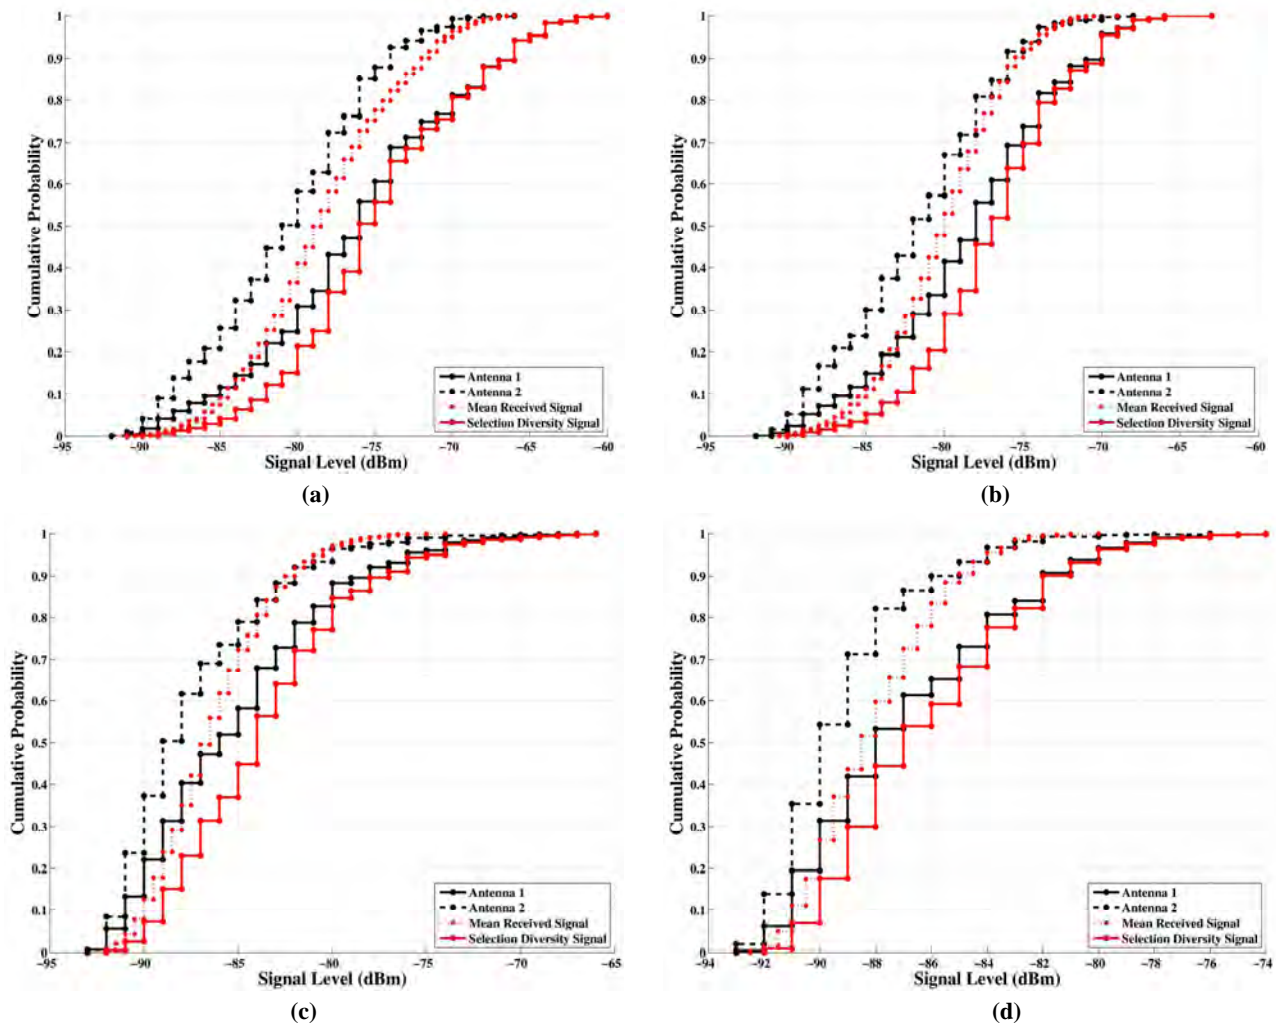 1
0.9
0.8
0.7
0.6
0.5
0.4
0.3
0.2
0.1
0
Cumulative Probability
-95 -90 -85 -80 -75 -70 -65 -60
Signal Level (dBm)
Antenna 1
Antenna 2
Mean Received Signal
Selection Diversity Signal
(a)
1
0.9
0.8
0.7
0.6
0.5
0.4
0.3
0.2
0.1
0
Cumulative Probability
-95 -90 -85 -80 -75 -70 -65 -60
Signal Level (dBm)
Antenna 1
Antenna 2
Mean Received Signal
Selection Diversity Signal
(b)
1
0.9
0.8
0.7
0.6
0.5
0.4
0.3
0.2
0.1
0
Cumulative Probability
-95 -90 -85 -80 -75 -70 -65
Signal Level (dBm)
Antenna 1
Antenna 2
Mean Received Signal
Selection Diversity Signal
(c)
1
0.9
0.8
0.7
0.6
0.5
0.4
0.3
0.2
0.1
0
Cumulative Probability
-94 -92 -90 -88 -86 -84 -82 -80 -78 -76 -74
Signal Level (dBm)
Antenna 1
Antenna 2
Mean Received Signal
Selection Diversity Signal
(d)